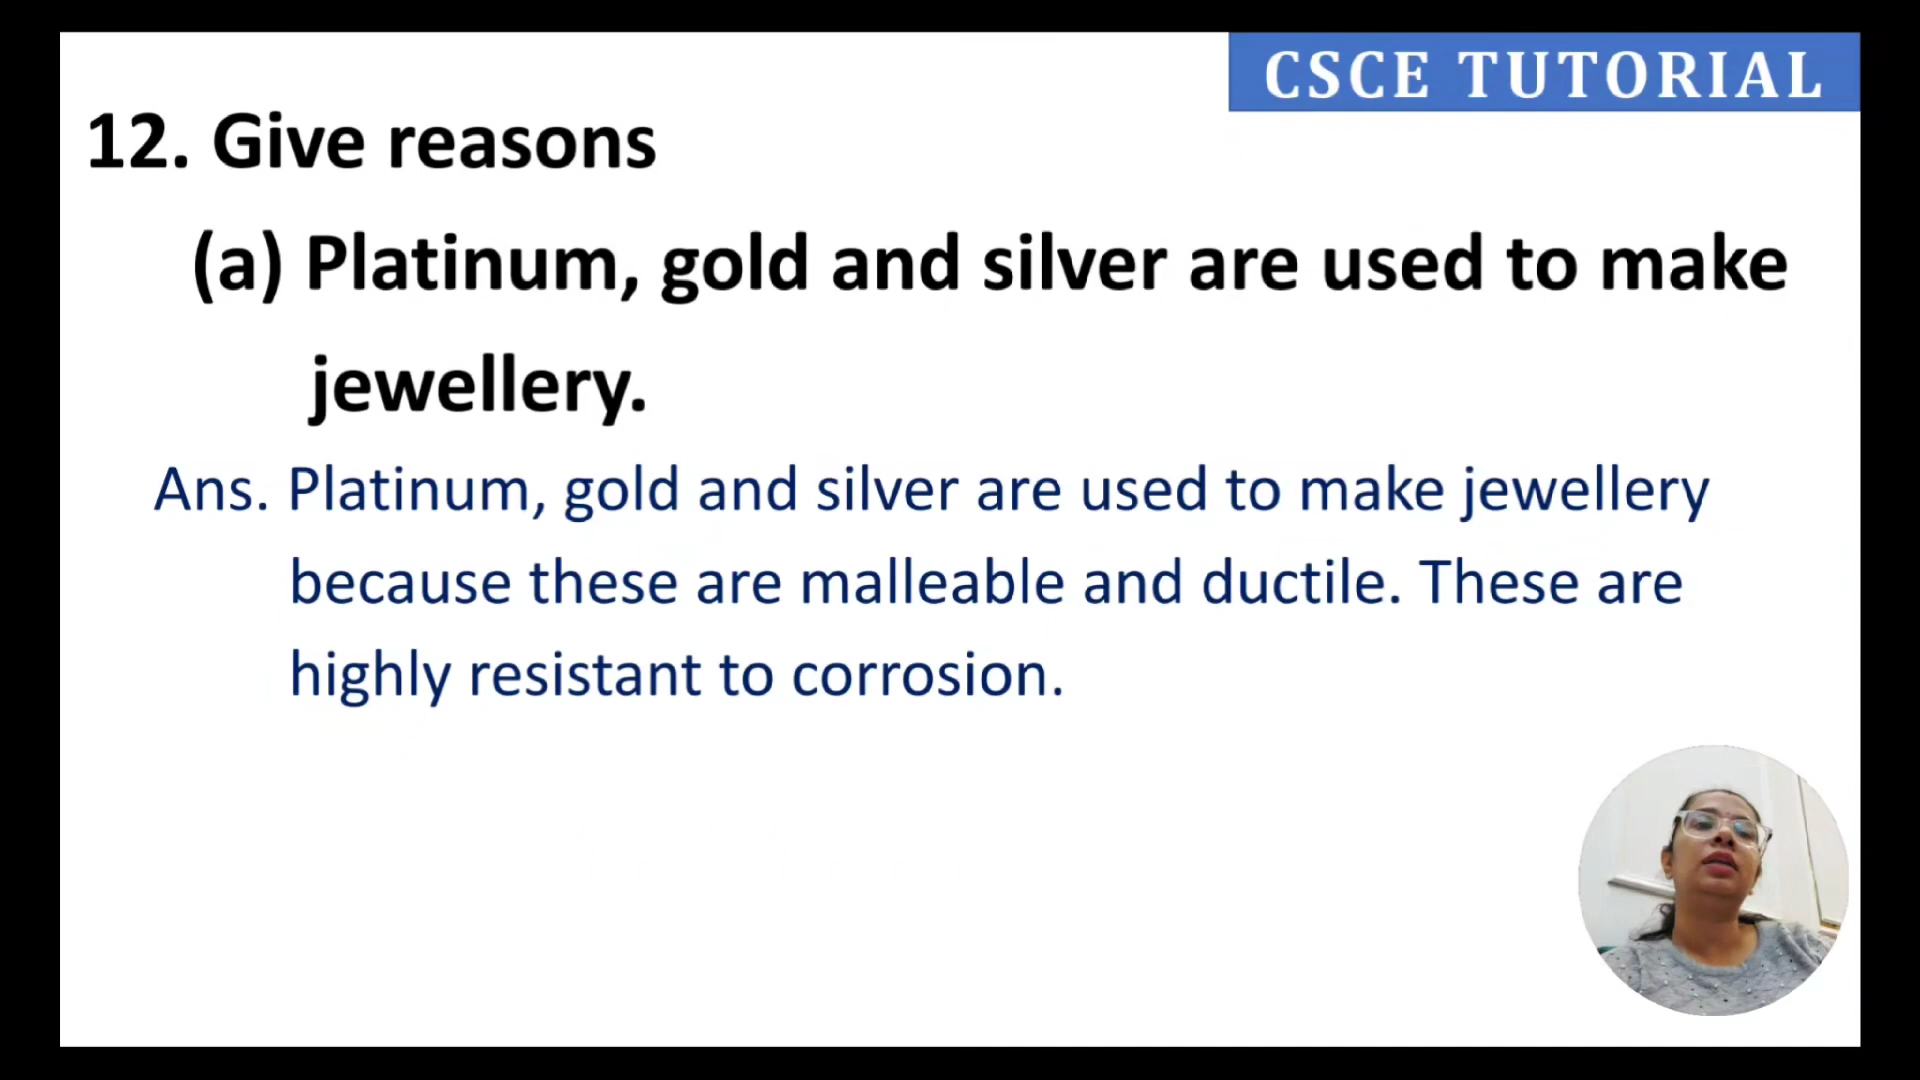 CSCE TUTORIAL
12. Give reasons
(a) Platinum, gold and silver are used to make
jewellery.
Ans. Platinum, gold and silver are used to make jewellery
because these are malleable and ductile. These are
highly resistant to corrosion.